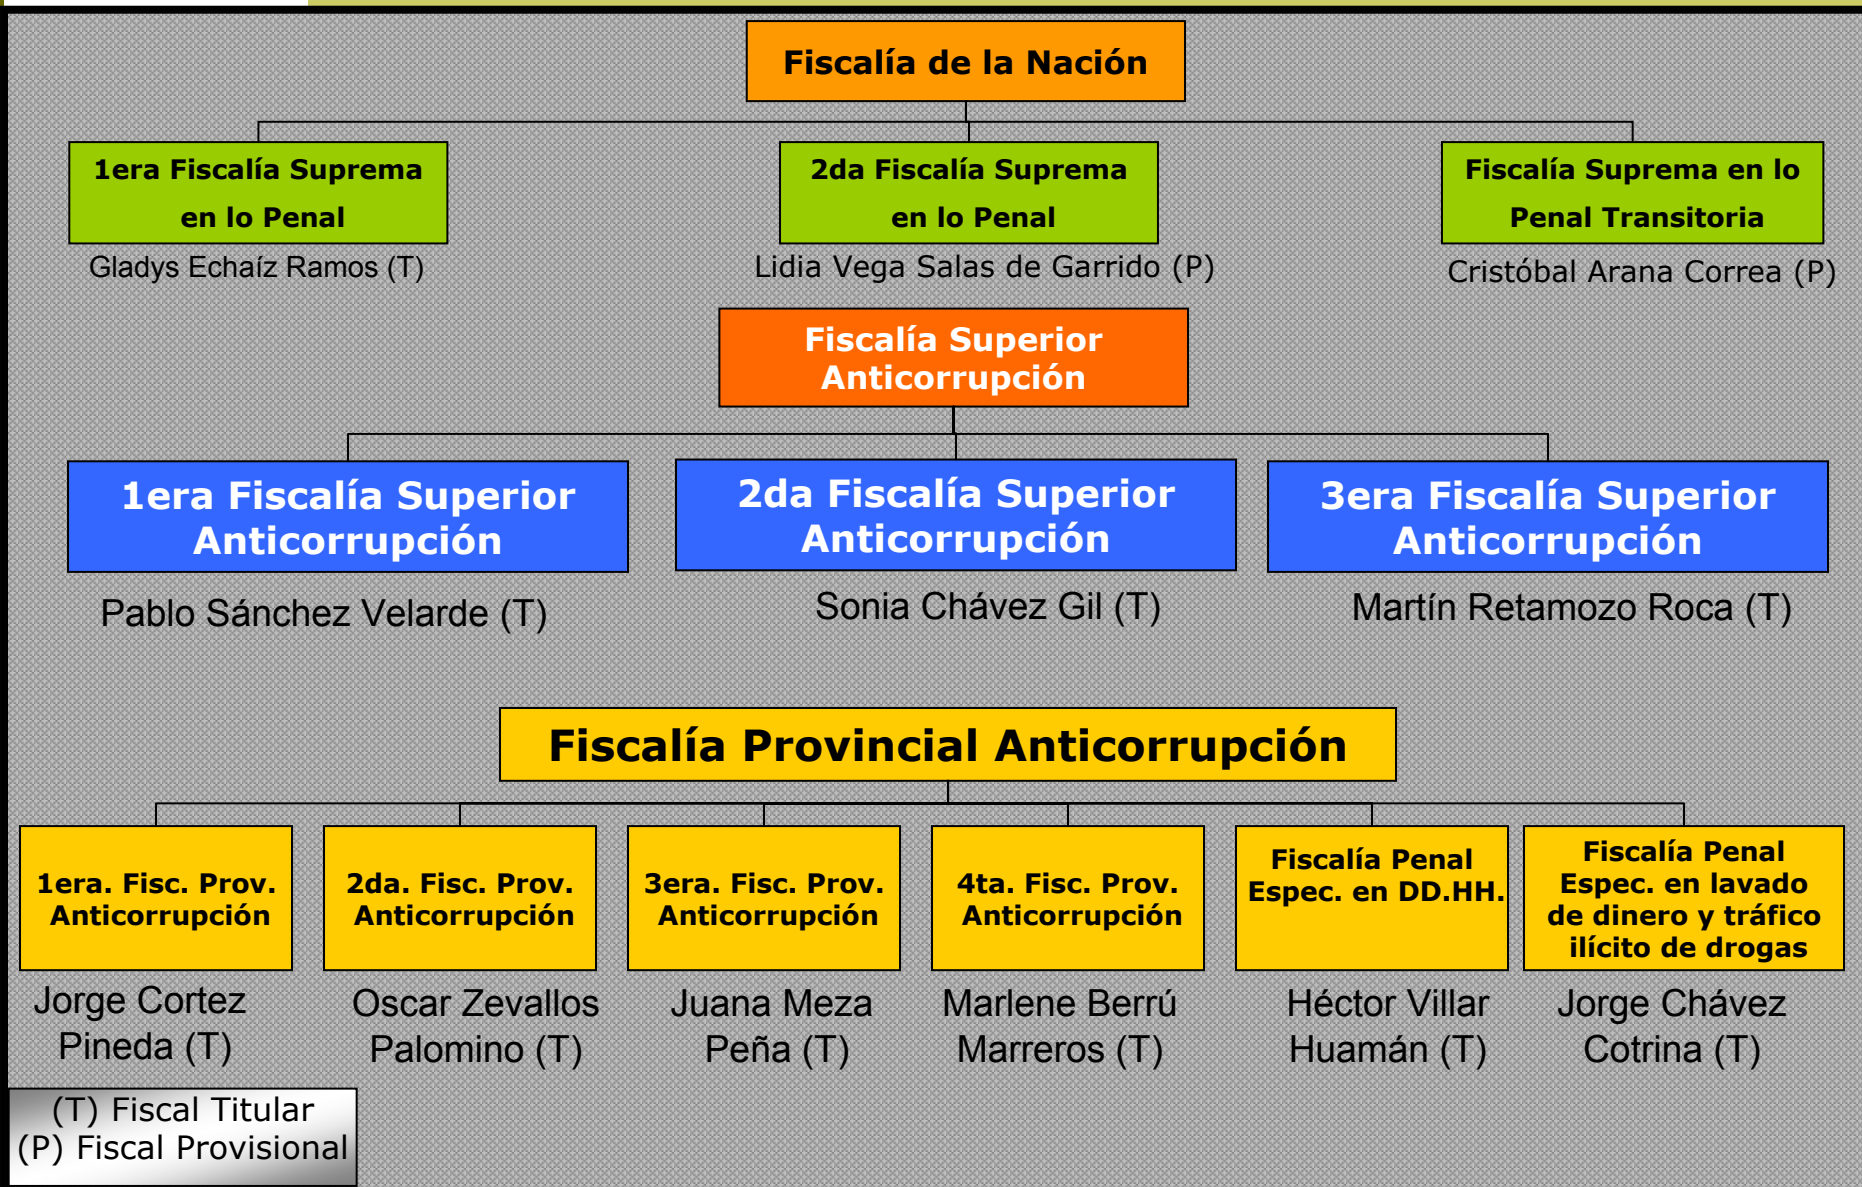 Fiscalía de la Nación
1era Fiscalía Suprema
en lo Penal
Gladys Echaíz Ramos (T)
2da Fiscalía Suprema
en lo Penal
Lidia Vega Salas de Garrido (P)
Fiscalía Suprema en lo
Penal Transitoria
Cristóbal Arana Correa (P)
Fiscalía Superior
Anticorrupción
1era Fiscalía Superior
Anticorrupción
Pablo Sánchez Velarde (T)
2da Fiscalía Superior
Anticorrupción
Sonia Chávez Gil (T)
3era Fiscalía Superior
Anticorrupción
Martín Retamozo Roca (T)
Fiscalía Provincial Anticorrupción
1era. Fisc. Prov.
Anticorrupción
Jorge Cortez
Pineda (T)
2da. Fisc. Prov.
Anticorrupción
Oscar Zevallos
Palomino (T)
3era. Fisc. Prov.
Anticorrupción
Juana Meza
Peña (T)
4ta. Fisc. Prov.
Anticorrupción
Marlene Berrú
Marreros (T)
Fiscalía Penal
Espec. en DD.HH.
Héctor Villar
Huamán (T)
Fiscalía Penal
Espec. en lavado
de dinero y tráfico
ilícito de drogas
Jorge Chávez
Cotrina (T)
(T) Fiscal Titular
(P) Fiscal Provisional